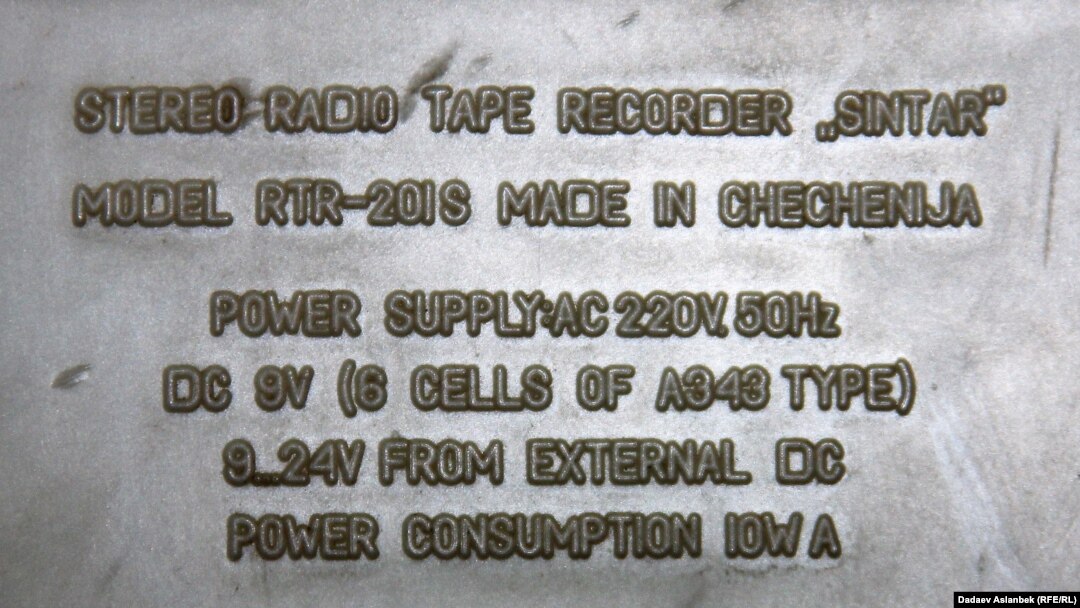 STEREO RADIO TAPE RECORDER „SINTAR“
MODEL RTR-201S MADE IN CHECHENIJA
POWER SUPPLY:AC 220V, 50Hz
DC 9V (6 CELLS OF A343 TYPE)
9...24V FROM EXTERNAL DC
POWER CONSUMPTION 10W A
Dadaev Aslanbek (RFE/RL)